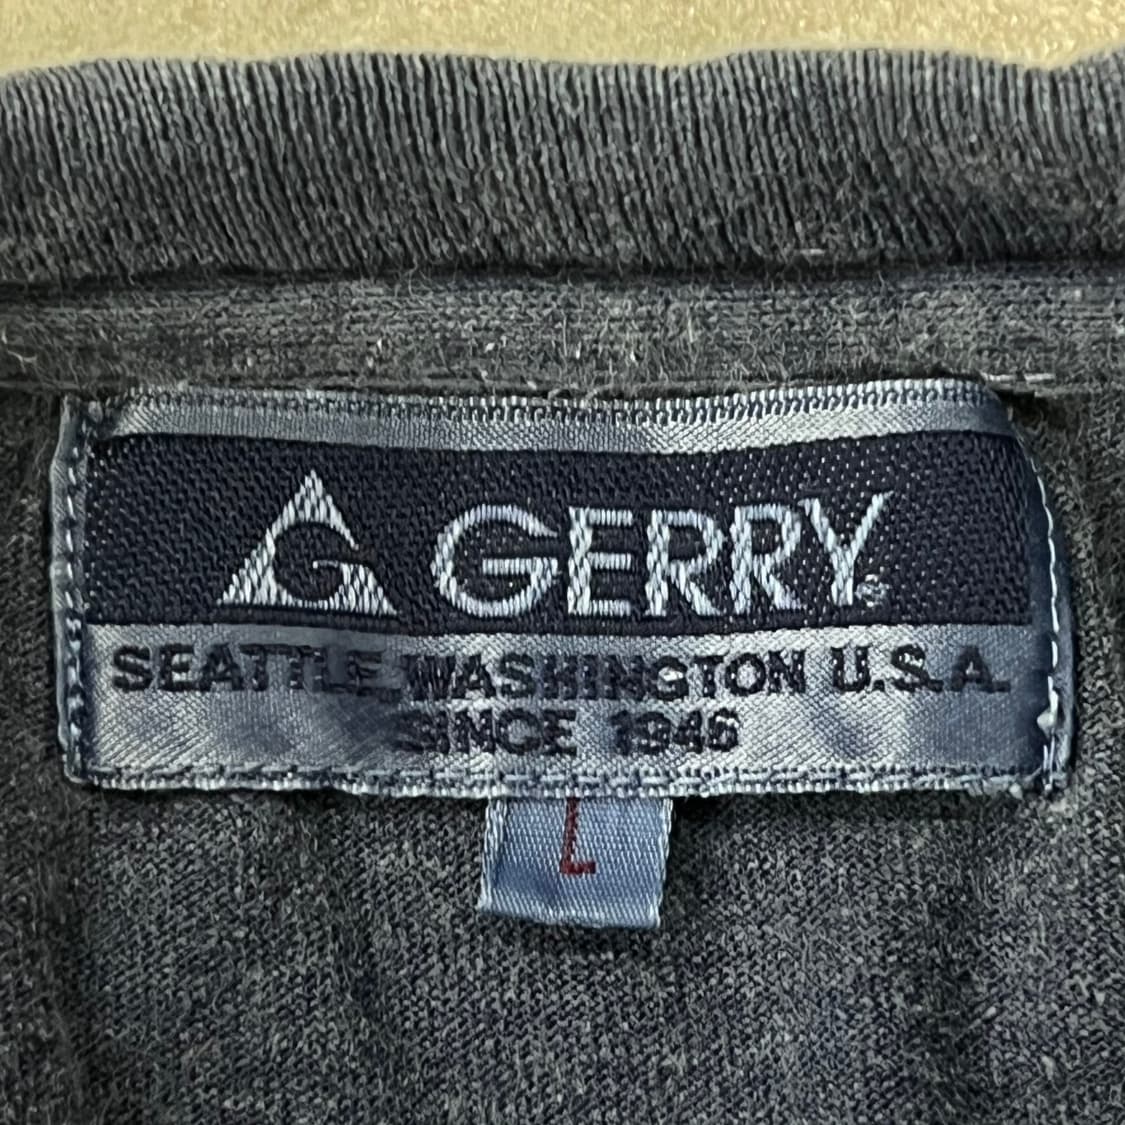 G GERRY®
SEATTLE, WASHINGTON U.S.A.
SINCE 1946
L